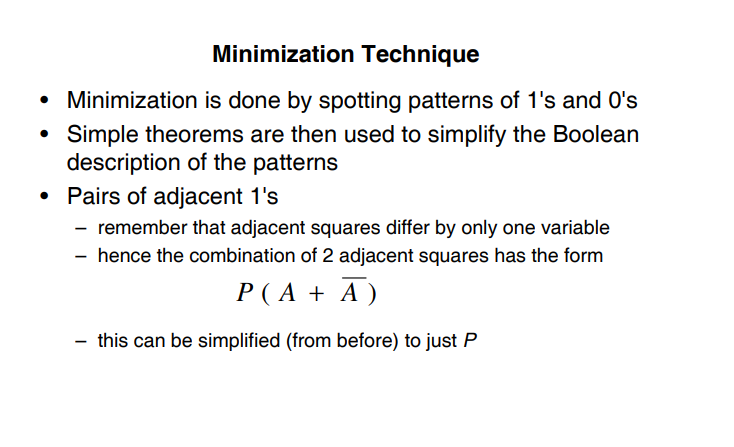 Minimization Technique
• Minimization is done by spotting patterns of 1's and 0's
• Simple theorems are then used to simplify the Boolean
description of the patterns
• Pairs of adjacent 1's
– remember that adjacent squares differ by only one variable
– hence the combination of 2 adjacent squares has the form
P ( A + A̅ )
– this can be simplified (from before) to just P